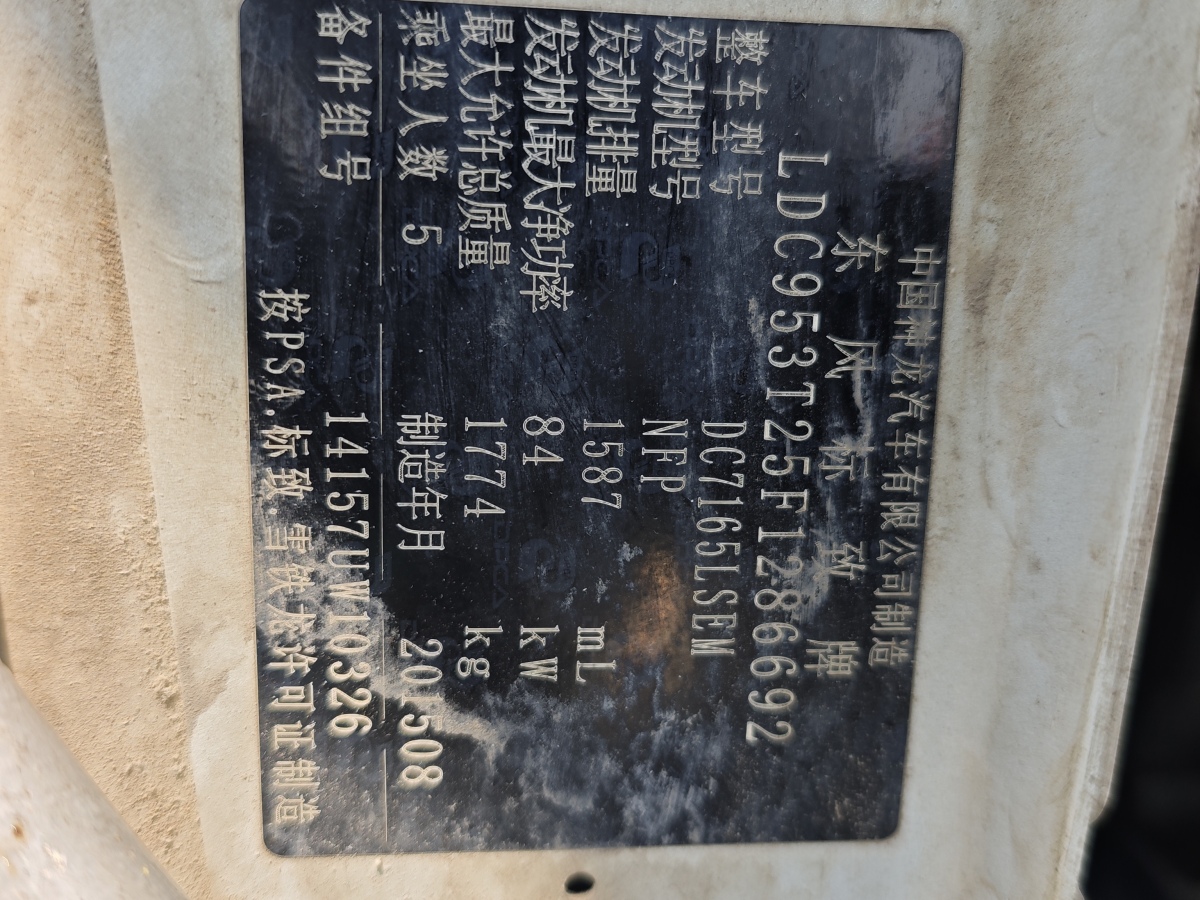 中国神龙汽车有限公司制造
东风标致牌
LDC953T25F1286692
整车型号 DC7165LSEM
发动机型号 NFP
发动机排量 1587 mL
发动机最大净功率 84 kW
最大允许总质量 1774 kg
乘坐人数 5 制造年月 201508
备件组号 14157UW10326
按PSA.标致.雪铁龙许可证制造